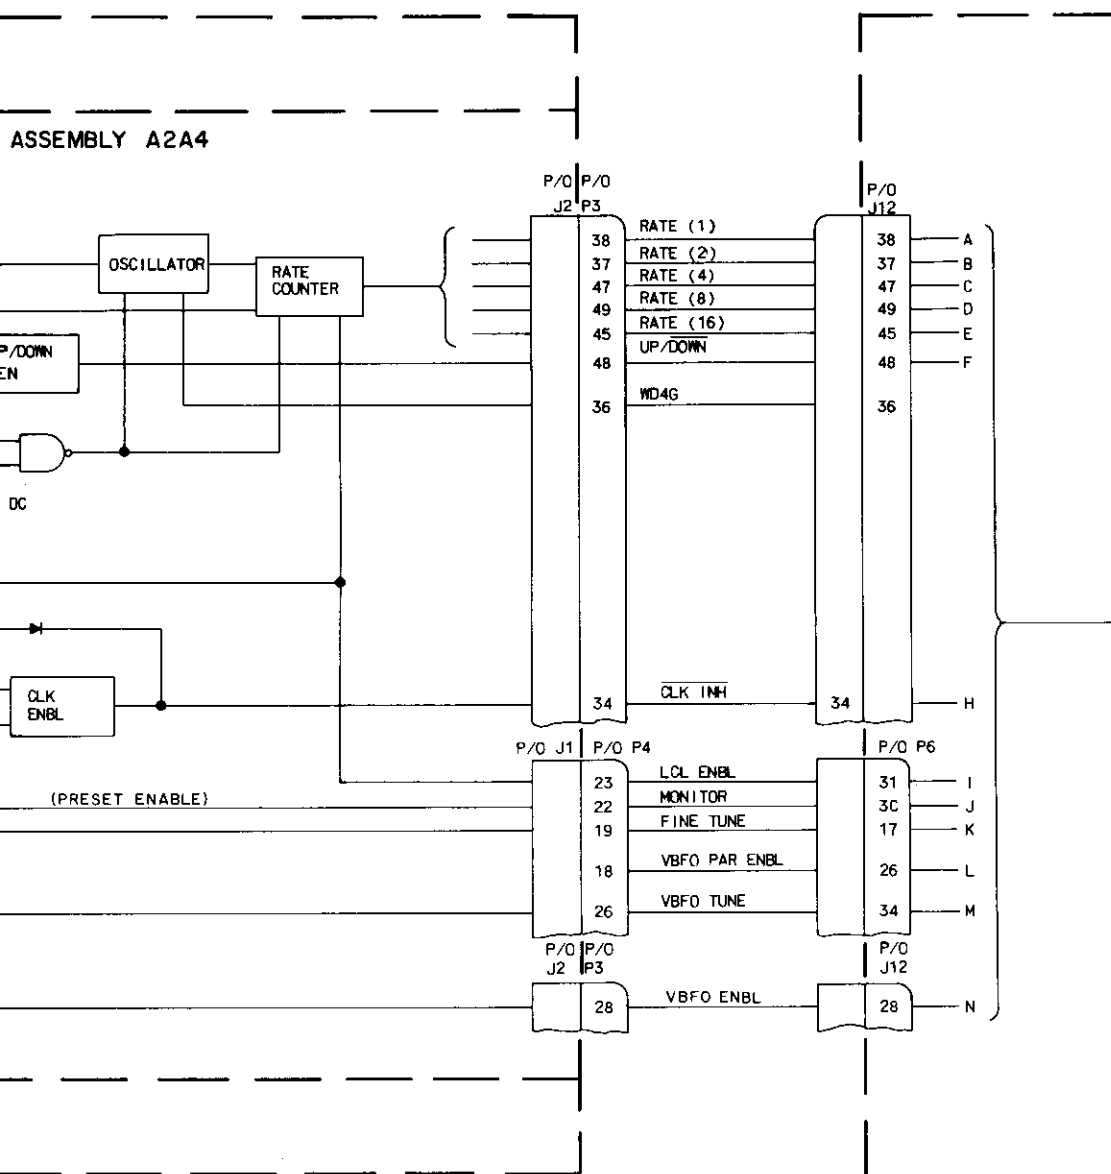 ASSEMBLY A2A4
P/O P/O
J2 P3
P/O
J12
OSCILLATOR
RATE
COUNTER
P/DOWN
EN
DC
CLK
ENBL
(PRESET ENABLE)
38 RATE (1) 38 A
37 RATE (2) 37 B
47 RATE (4) 47 C
49 RATE (8) 49 D
45 RATE (16) 45 E
48 UP/DOWN 48 F
36 WD4G 36
34 CLK INH 34 H
P/O J1 P/O P4 P/O P6
23 LCL ENBL 31 I
22 MONITOR 30 J
19 FINE TUNE 17 K
18 VBFO PAR ENBL 26 L
26 VBFO TUNE 34 M
P/O P/O P/O
J2 P3 J12
28 VBFO ENBL 28 N